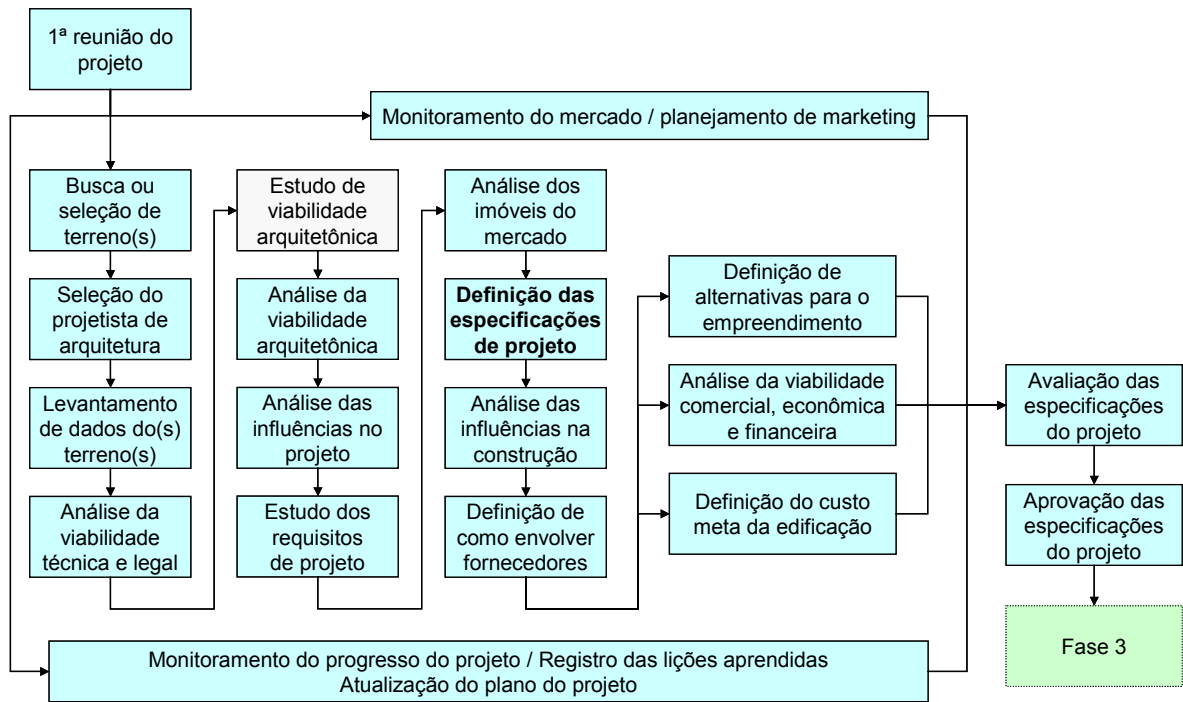 1ª reunião do
projeto
Monitoramento do mercado / planejamento de marketing
Busca ou
seleção de
terreno(s)
Seleção do
projetista de
arquitetura
Levantamento
de dados do(s)
terreno(s)
Análise da
viabilidade
técnica e legal
Estudo de
viabilidade
arquitetônica
Análise da
viabilidade
arquitetônica
Análise das
influências no
projeto
Estudo dos
requisitos
de projeto
Análise dos
imóveis do
mercado
Definição das
especificações
de projeto
Análise das
influências na
construção
Definição de
como envolver
fornecedores
Definição de
alternativas para o
empreendimento
Análise da viabilidade
comercial, econômica
e financeira
Definição do custo
meta da edificação
Avaliação das
especificações
do projeto
Aprovação das
especificações
do projeto
Fase 3
Monitoramento do progresso do projeto / Registro das lições aprendidas
Atualização do plano do projeto